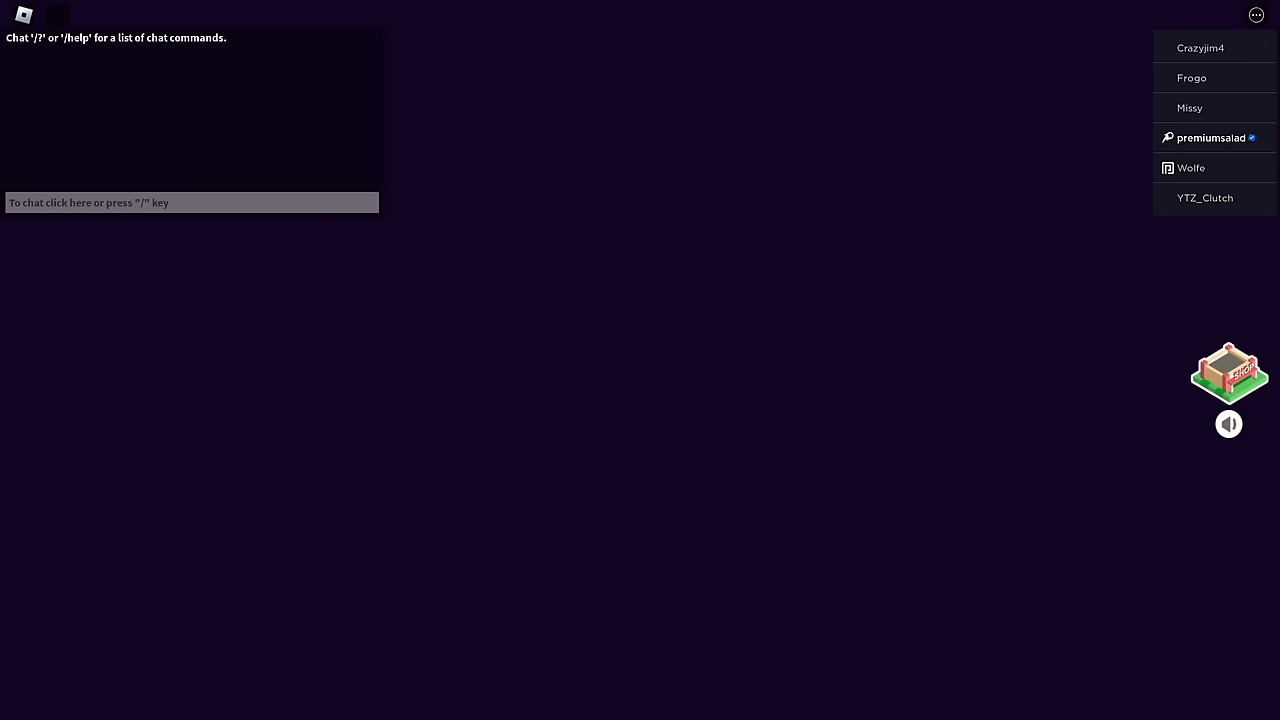 Chat '/?' or '/help' for a list of chat commands.
To chat click here or press "/" key
Crazyjim4
Frogo
Missy
premiumsalad
Wolfe
YTZ_Clutch
SHOP